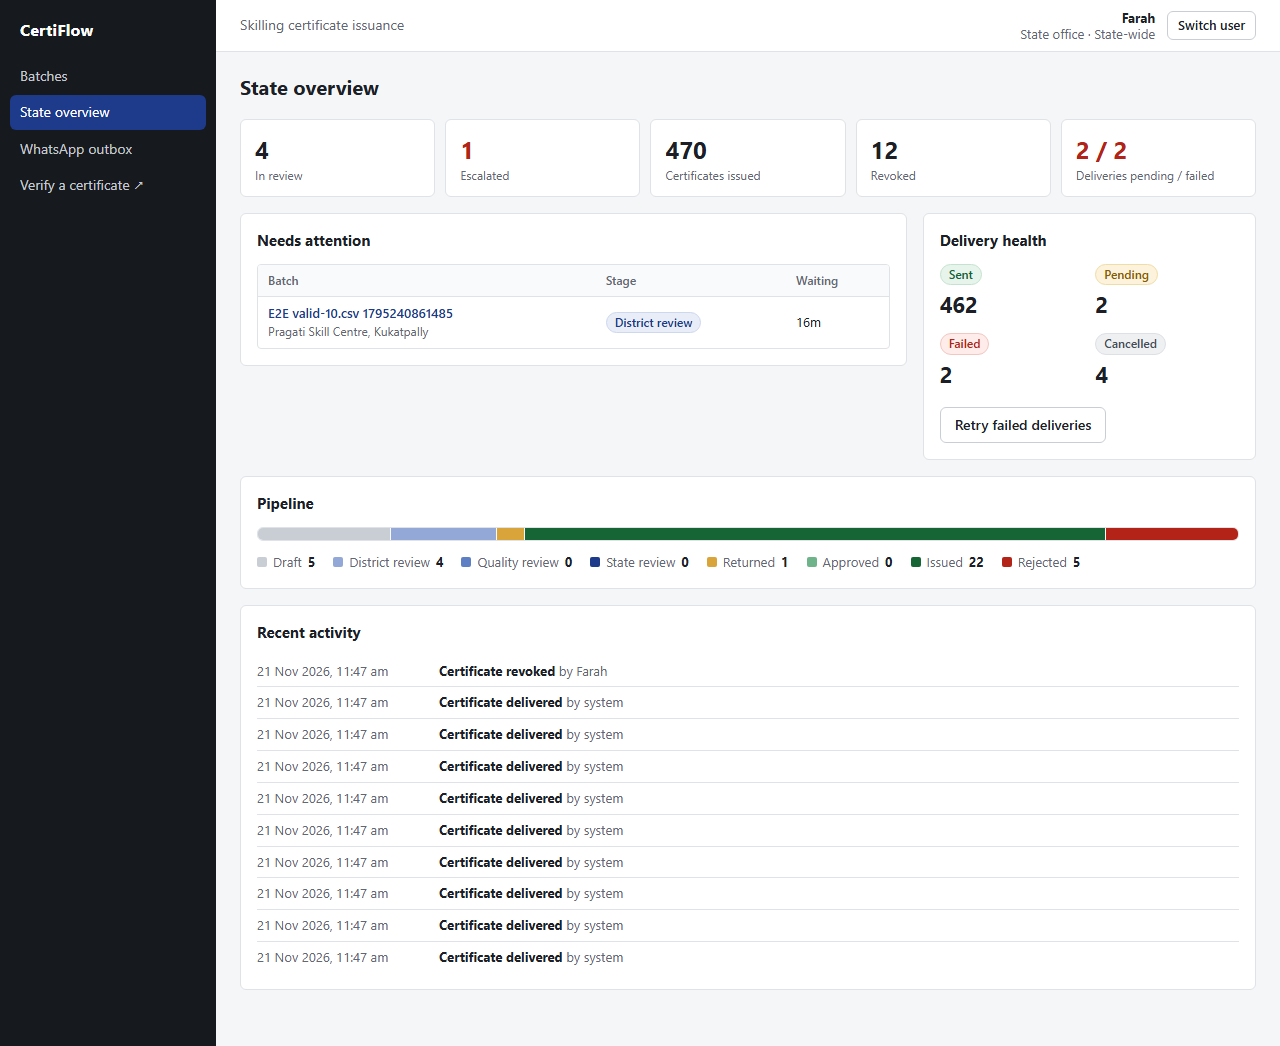 CertiFlow
Batches
State overview
WhatsApp outbox
Verify a certificate ↗
Skilling certificate issuance
Farah
State office · State-wide
Switch user
State overview
4
In review
1
Escalated
470
Certificates issued
12
Revoked
2 / 2
Deliveries pending / failed
Needs attention
Batch Stage Waiting
E2E valid-10.csv 1795240861485
Pragati Skill Centre, Kukatpally
District review
16m
Delivery health
Sent Pending
462 2
Failed Cancelled
2 4
Retry failed deliveries
Pipeline
Draft 5 District review 4 Quality review 0 State review 0 Returned 1 Approved 0 Issued 22 Rejected 5
Recent activity
21 Nov 2026, 11:47 am Certificate revoked by Farah
21 Nov 2026, 11:47 am Certificate delivered by system
21 Nov 2026, 11:47 am Certificate delivered by system
21 Nov 2026, 11:47 am Certificate delivered by system
21 Nov 2026, 11:47 am Certificate delivered by system
21 Nov 2026, 11:47 am Certificate delivered by system
21 Nov 2026, 11:47 am Certificate delivered by system
21 Nov 2026, 11:47 am Certificate delivered by system
21 Nov 2026, 11:47 am Certificate delivered by system
21 Nov 2026, 11:47 am Certificate delivered by system